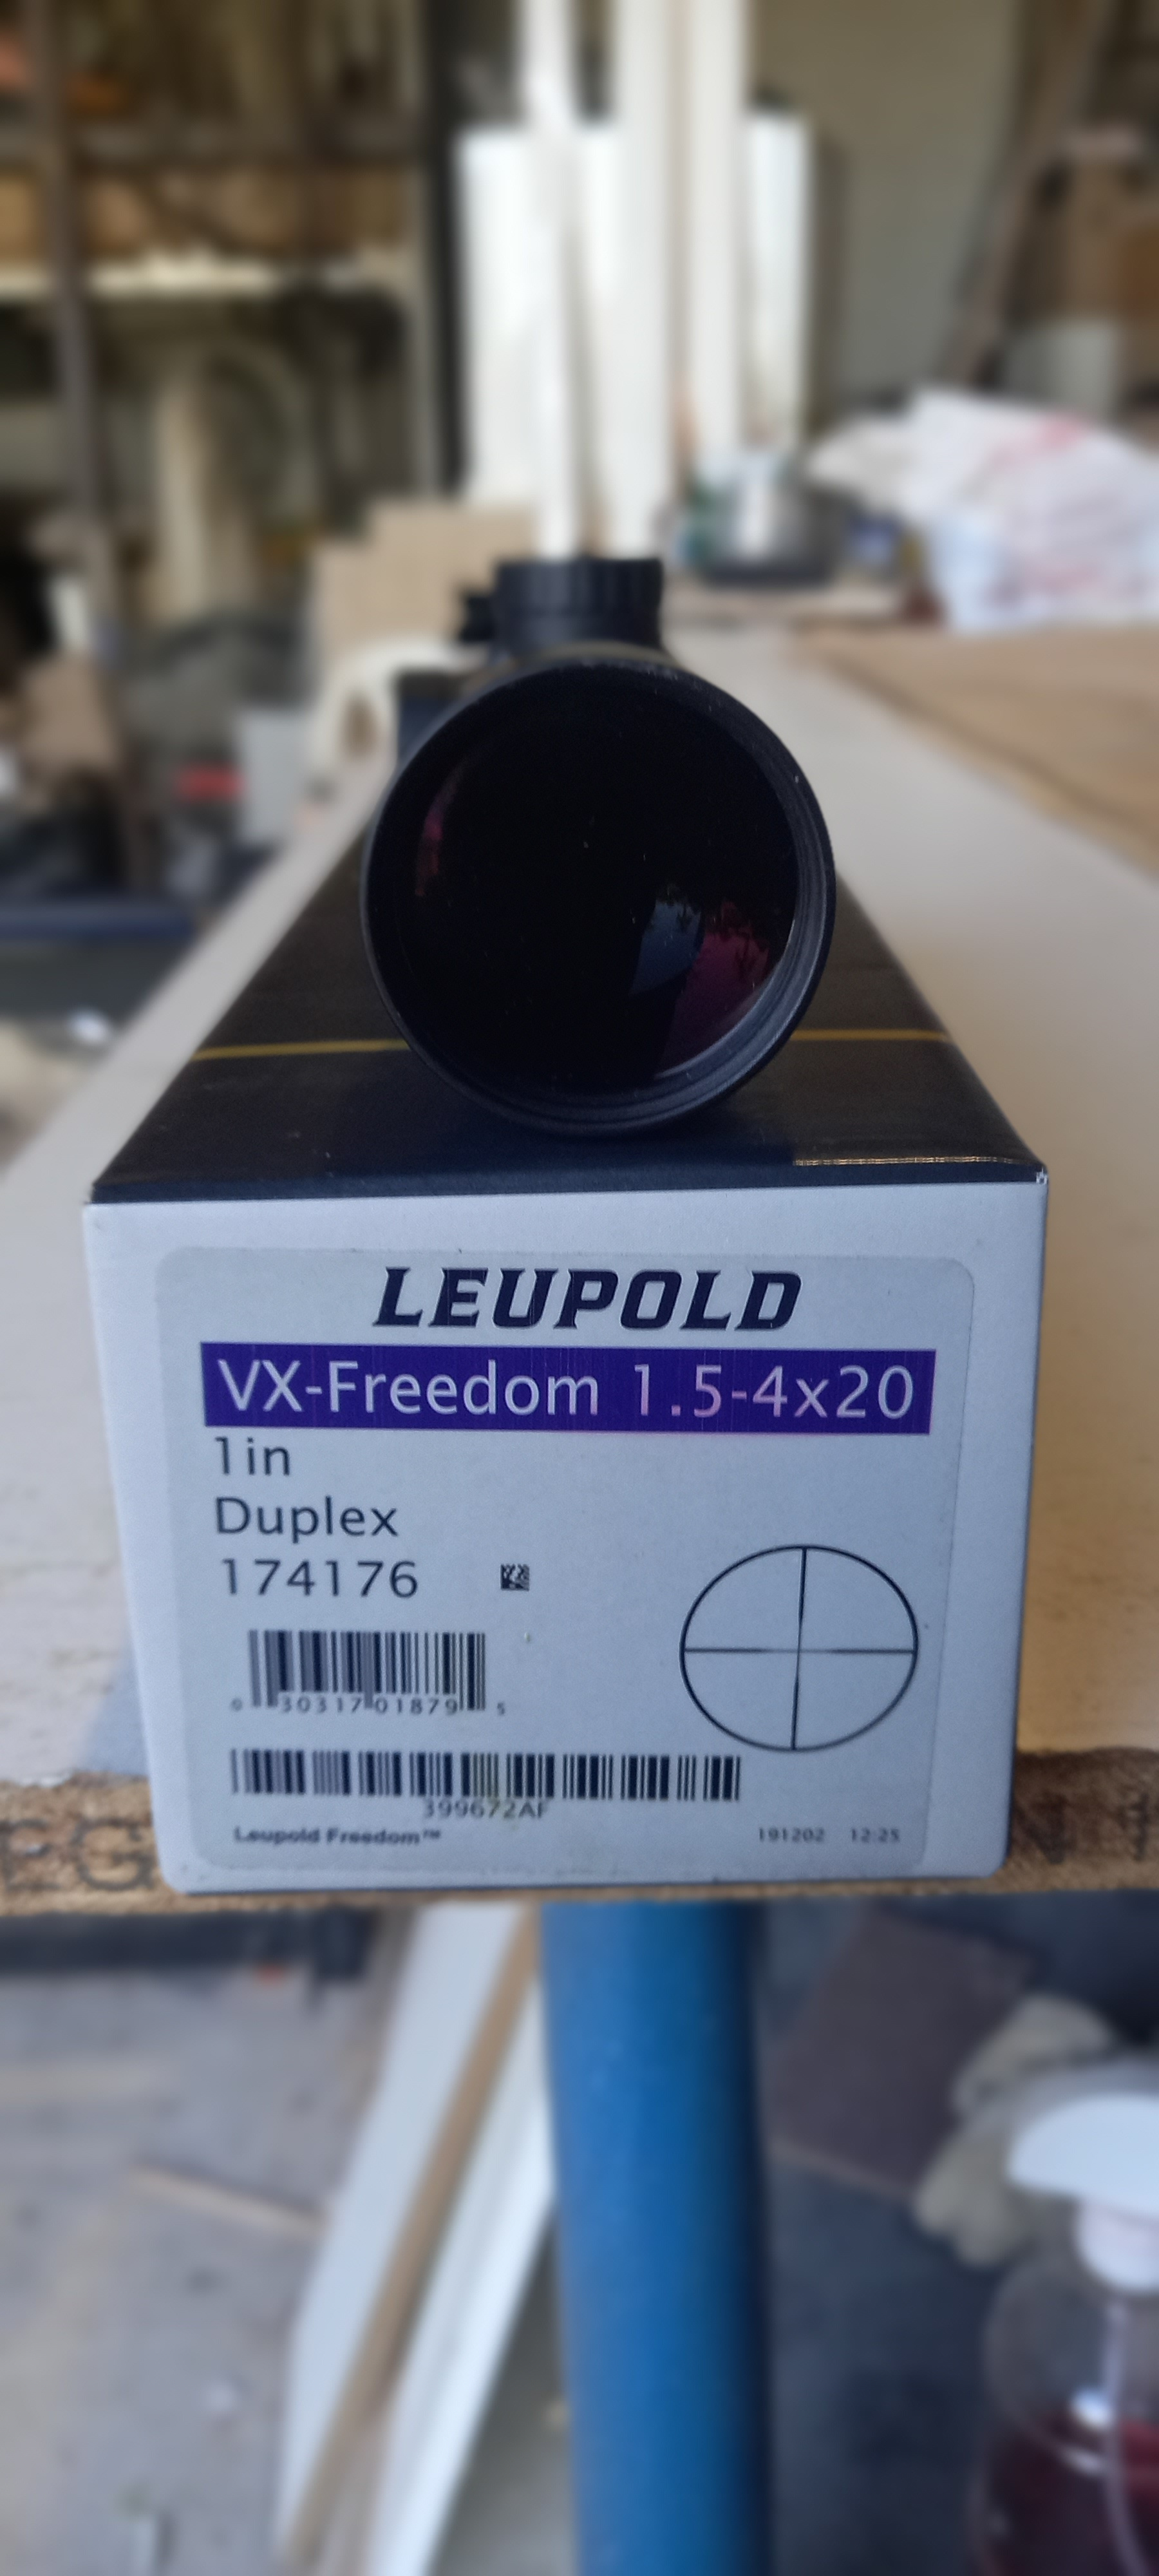 LEUPOLD
VX-Freedom 1.5-4x20
1in
Duplex
174176
0 30317 01879 5
399672AF
Leupold Freedom™
191202 12:25